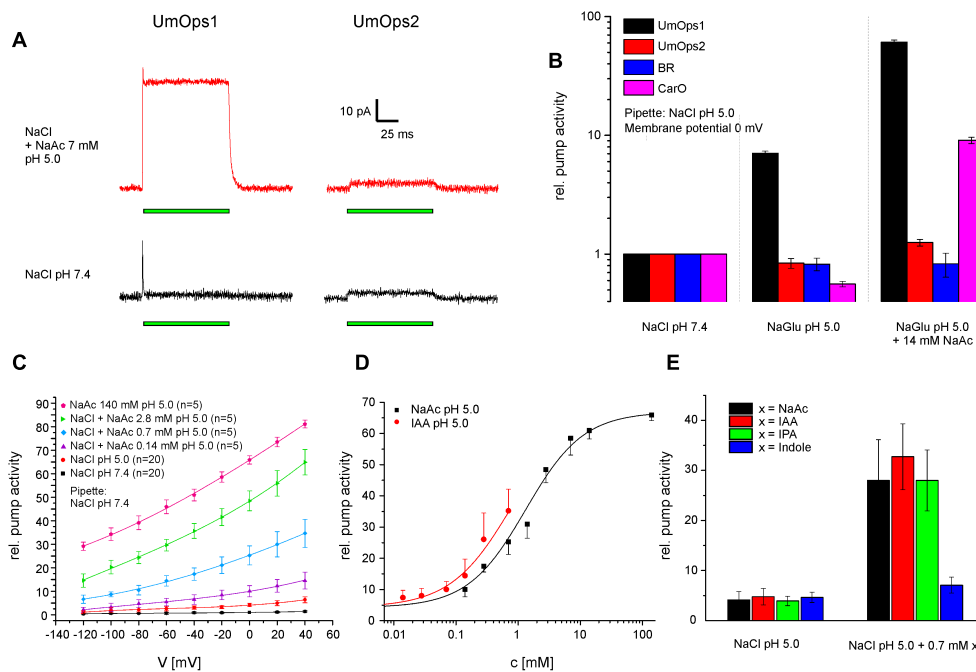 UmOps1
UmOps2
A
NaCl
+ NaAc 7 mM
pH 5.0
10 pA
25 ms
NaCl pH 7.4
B
UmOps1
UmOps2
BR
CarO
Pipette: NaCl pH 5.0
Membrane potential 0 mV
rel. pump activity
100
10
1
NaCl pH 7.4
NaGlu pH 5.0
NaGlu pH 5.0
+ 14 mM NaAc
C
NaAc 140 mM pH 5.0 (n=5)
NaCl + NaAc 2.8 mM pH 5.0 (n=5)
NaCl + NaAc 0.7 mM pH 5.0 (n=5)
NaCl + NaAc 0.14 mM pH 5.0 (n=5)
NaCl pH 5.0 (n=20)
NaCl pH 7.4 (n=20)
Pipette:
NaCl pH 7.4
rel. pump activity
90
80
70
60
50
40
30
20
10
0
-140 -120 -100 -80 -60 -40 -20 0 20 40 60
V [mV]
D
NaAc pH 5.0
IAA pH 5.0
rel. pump activity
70
60
50
40
30
20
10
0
0.01 0.1 1 10 100
c [mM]
E
x = NaAc
x = IAA
x = IPA
x = Indole
rel. pump activity
40
30
20
10
0
NaCl pH 5.0
NaCl pH 5.0 + 0.7 mM x